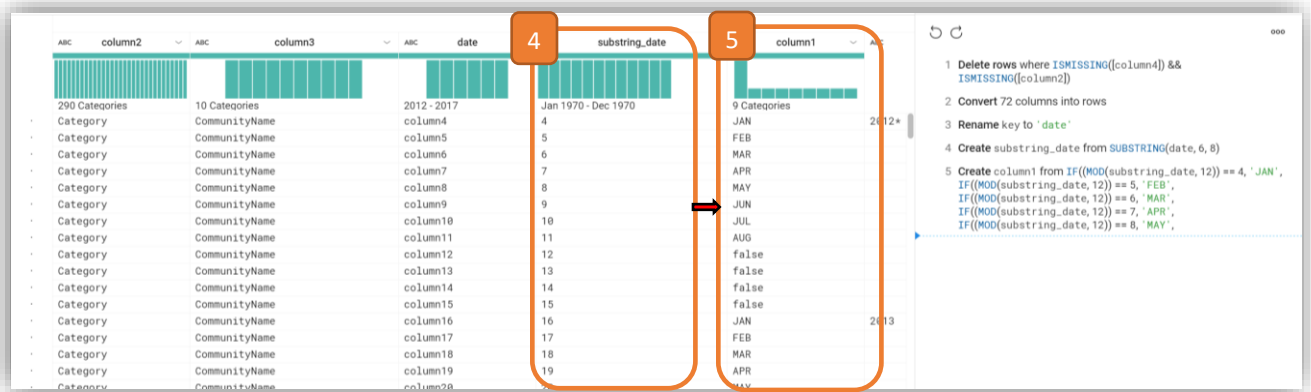 4
5
ABC column2
ABC column3
ABC date
substring_date
column1
290 Categories
10 Categories
2012 - 2017
Jan 1970 - Dec 1970
9 Categories
Category CommunityName column4 4 JAN 2012*
Category CommunityName column5 5 FEB
Category CommunityName column6 6 MAR
Category CommunityName column7 7 APR
Category CommunityName column8 8 MAY
Category CommunityName column9 9 JUN
Category CommunityName column10 10 JUL
Category CommunityName column11 11 AUG
Category CommunityName column12 12 false
Category CommunityName column13 13 false
Category CommunityName column14 14 false
Category CommunityName column15 15 false
Category CommunityName column16 16 JAN 2013
Category CommunityName column17 17 FEB
Category CommunityName column18 18 MAR
Category CommunityName column19 19 APR
Category CommunityName column20 MAY
1 Delete rows where ISMISSING([column4]) &&
ISMISSING([column2])
2 Convert 72 columns into rows
3 Rename key to 'date'
4 Create substring_date from SUBSTRING(date, 6, 8)
5 Create column1 from IF((MOD(substring_date, 12)) == 4, 'JAN',
IF((MOD(substring_date, 12)) == 5, 'FEB',
IF((MOD(substring_date, 12)) == 6, 'MAR',
IF((MOD(substring_date, 12)) == 7, 'APR',
IF((MOD(substring_date, 12)) == 8, 'MAY',